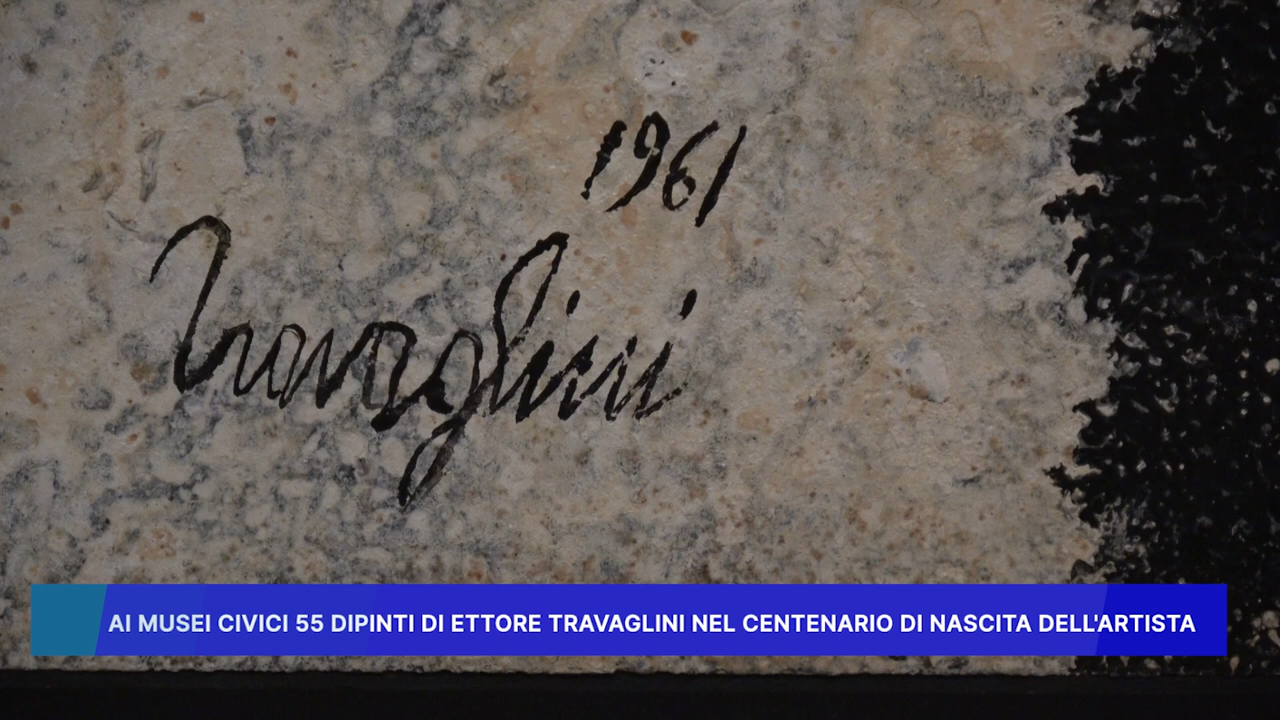 1961
Travaglini
AI MUSEI CIVICI 55 DIPINTI DI ETTORE TRAVAGLINI NEL CENTENARIO DI NASCITA DELL'ARTISTA